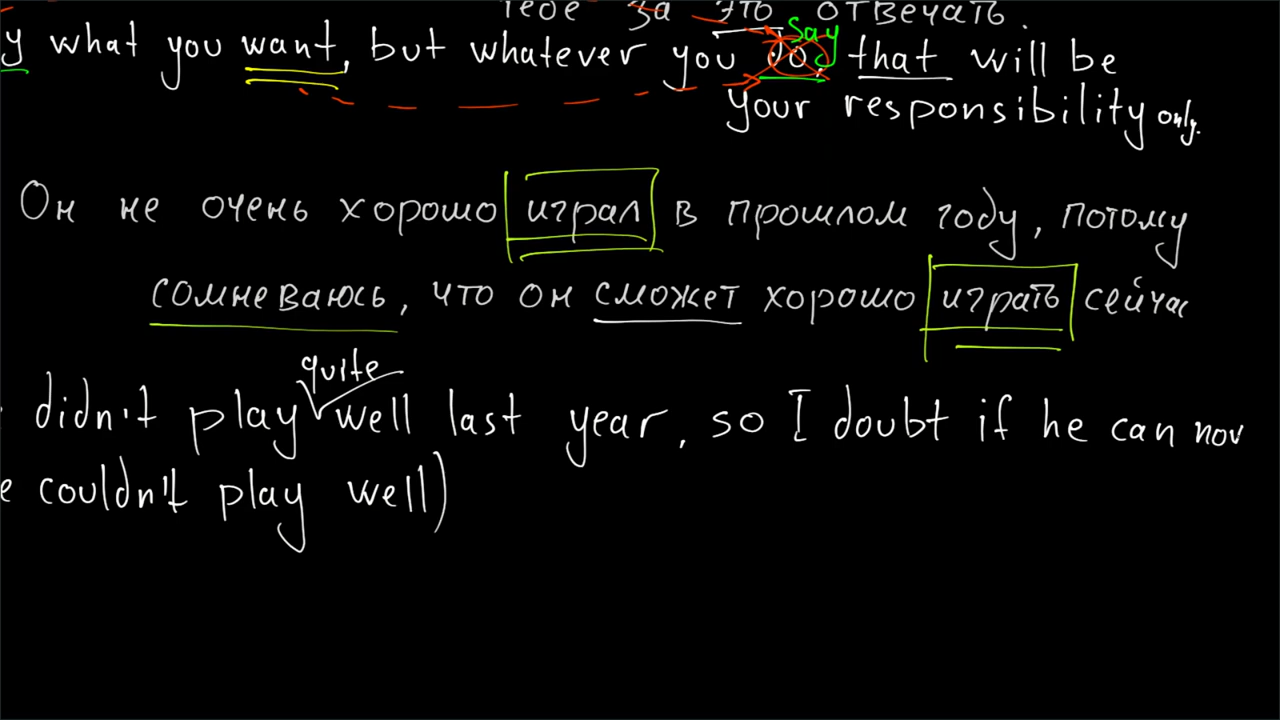 тебе за это отвечать.
say
y what you want, but whatever you do, that will be
your responsibility only.
Он не очень хорошо играл в прошлом году, потому
сомневаюсь, что он сможет хорошо играть сейчас
quite
didn't play well last year, so I doubt if he can now
e couldn't play well)